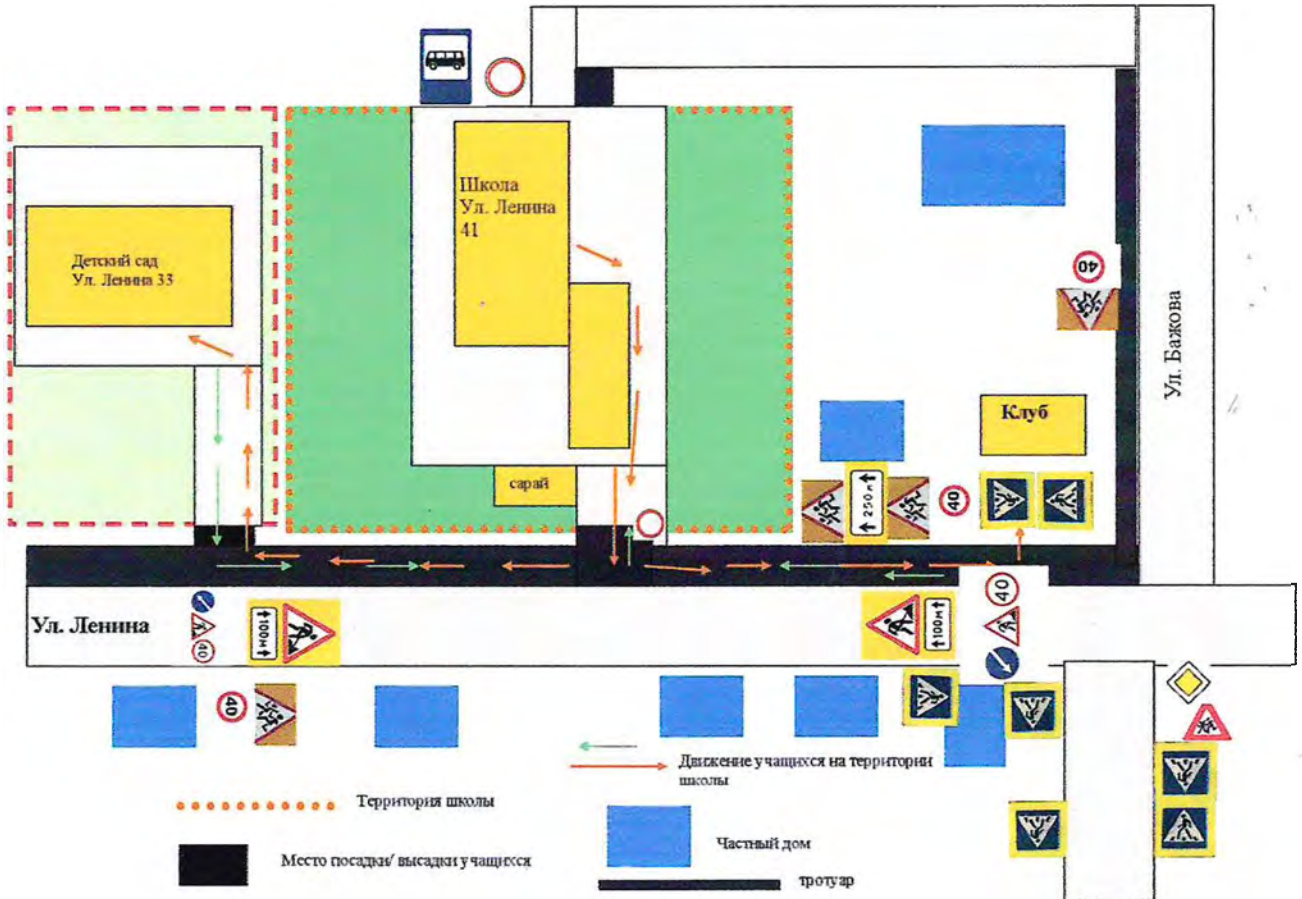 Школа
Ул. Ленина
41
Детский сад
Ул. Ленина 33
40
Ул. Бажова
Клуб
250 м
40
сарай
Ул. Ленина
40
100 м
100 м
40
40
Движение учащихся на территории
школы
Территория школы
Место посадки/ высадки учащихся
Частный дом
тротуар